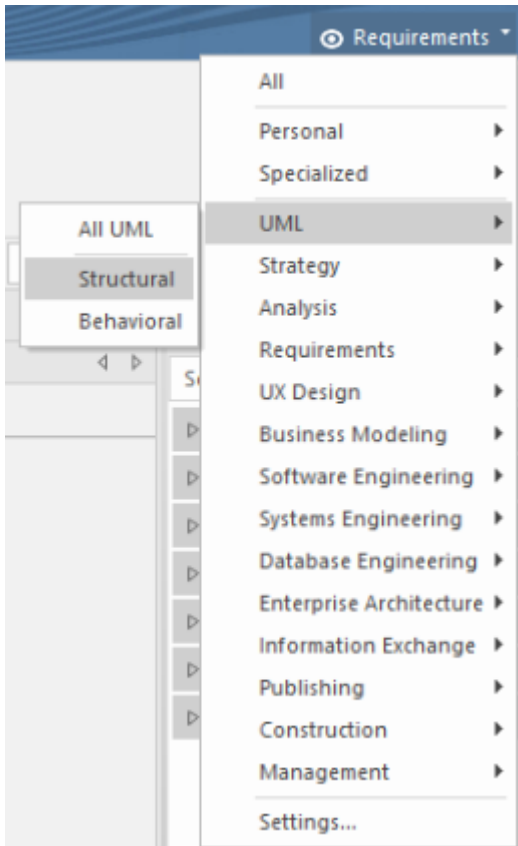 Requirements
All
Personal
Specialized
UML
Strategy
Analysis
Requirements
UX Design
Business Modeling
Software Engineering
Systems Engineering
Database Engineering
Enterprise Architecture
Information Exchange
Publishing
Construction
Management
Settings...
All UML
Structural
Behavioral